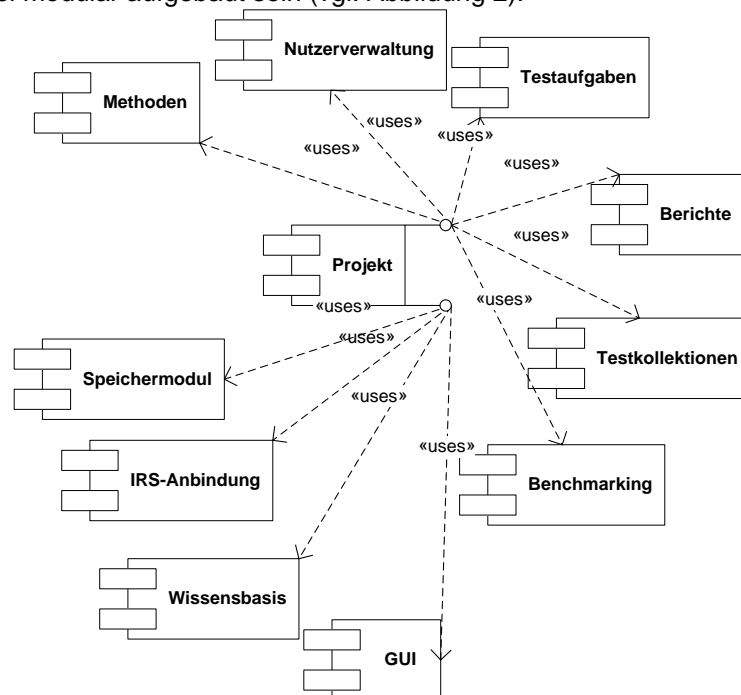 modular aufgebaut sein (vgl. Abbildung 2).
Nutzerverwaltung
Testaufgaben
Methoden
«uses»
«uses»
«uses»
«uses»
Berichte
«uses»
Projekt
«uses»
«uses»
«uses»
Speichermodul
Testkollektionen
«uses»
«uses»
IRS-Anbindung
Benchmarking
Wissensbasis
GUI